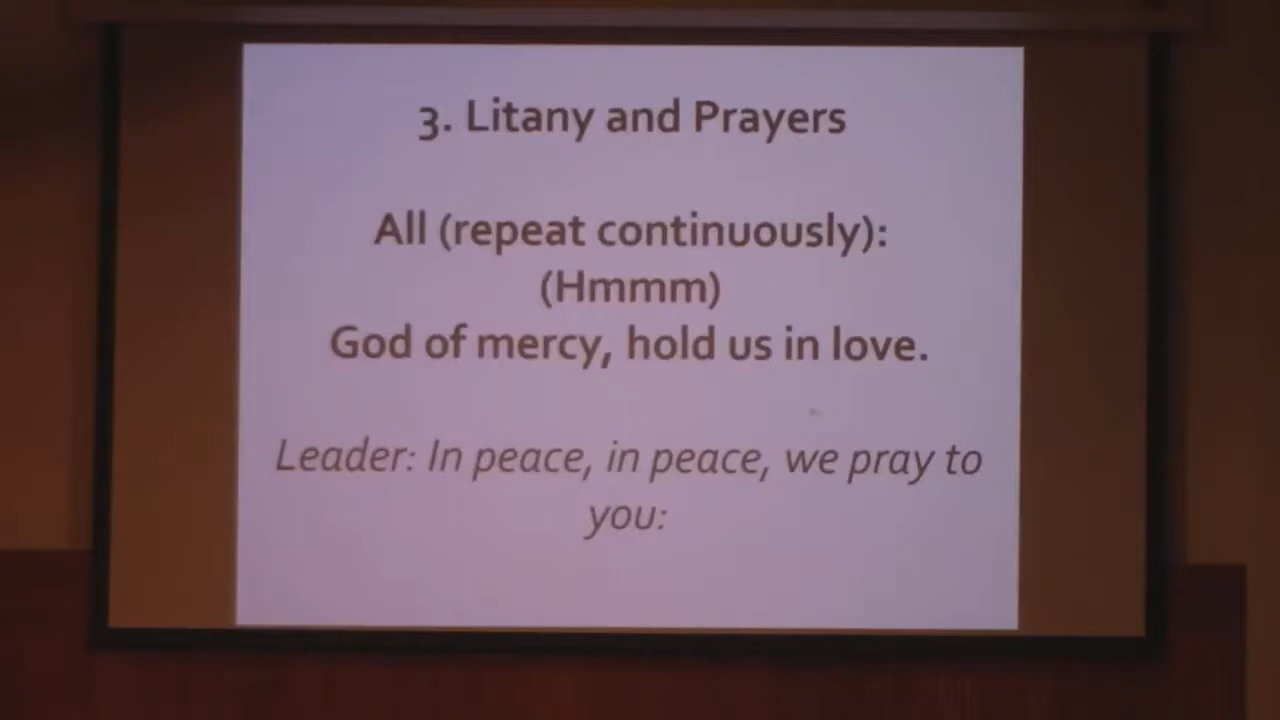 3. Litany and Prayers
All (repeat continuously):
(Hmmm)
God of mercy, hold us in love.
Leader: In peace, in peace, we pray to
you: